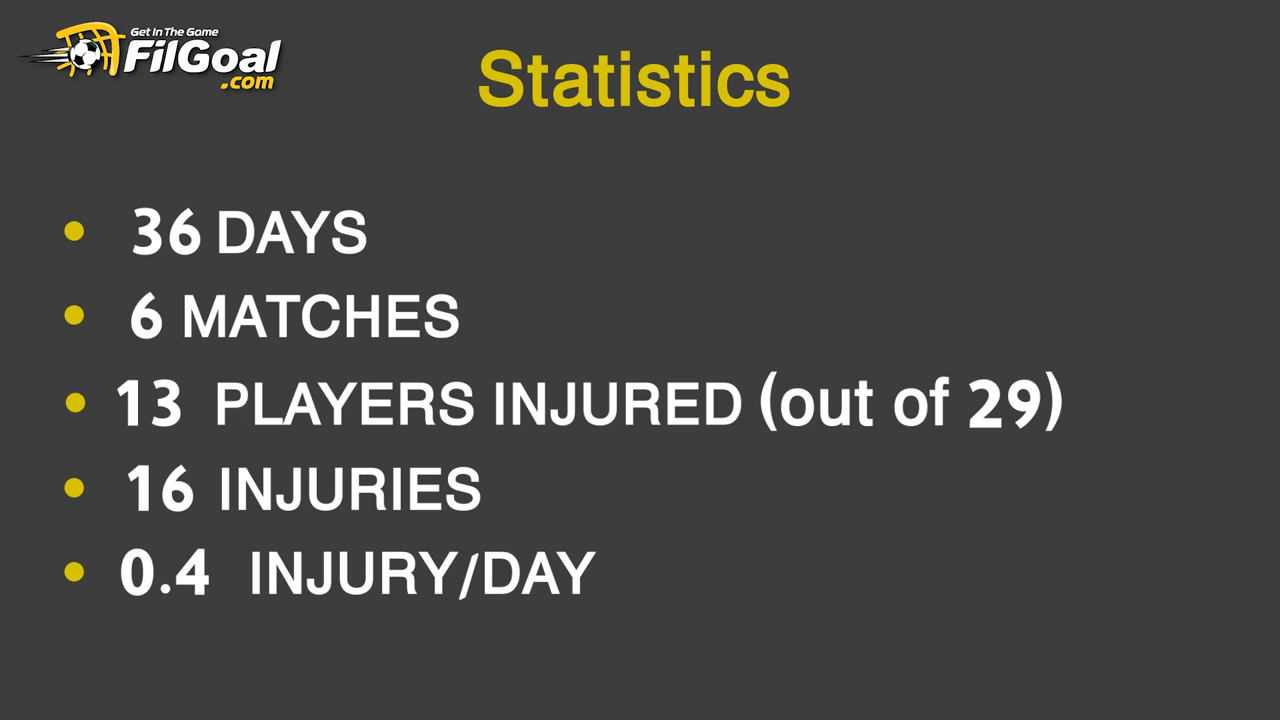 Get In The Game
FilGoal
.com
Statistics
• 36 DAYS
• 6 MATCHES
• 13 PLAYERS INJURED (out of 29)
• 16 INJURIES
• 0.4 INJURY/DAY